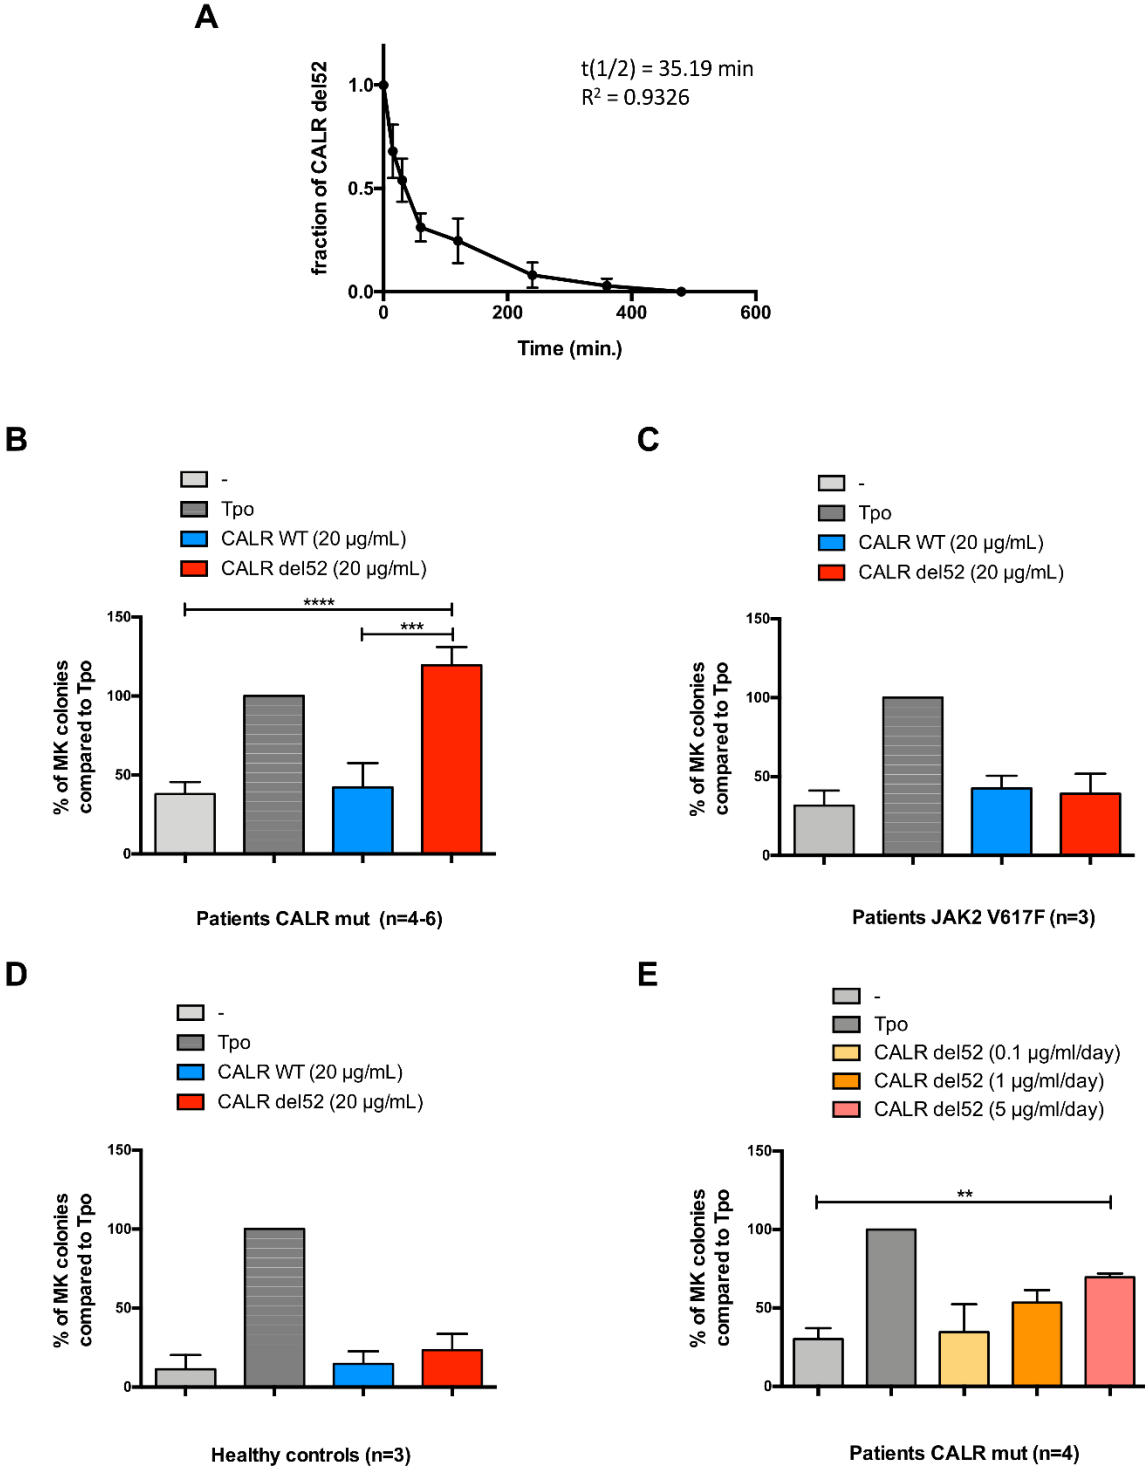 A
fraction of CALR del52
1.0
0.5
0.0
t(1/2) = 35.19 min
R² = 0.9326
0 200 400 600
Time (min.)
B
-
Tpo
CALR WT (20 µg/mL)
CALR del52 (20 µg/mL)
% of MK colonies
compared to Tpo
150
100
50
0
****
***
Patients CALR mut (n=4-6)
C
-
Tpo
CALR WT (20 µg/mL)
CALR del52 (20 µg/mL)
% of MK colonies
compared to Tpo
150
100
50
0
Patients JAK2 V617F (n=3)
D
-
Tpo
CALR WT (20 µg/mL)
CALR del52 (20 µg/mL)
% of MK colonies
compared to Tpo
150
100
50
0
Healthy controls (n=3)
E
-
Tpo
CALR del52 (0.1 µg/ml/day)
CALR del52 (1 µg/ml/day)
CALR del52 (5 µg/ml/day)
% of MK colonies
compared to Tpo
150
100
50
0
**
Patients CALR mut (n=4)